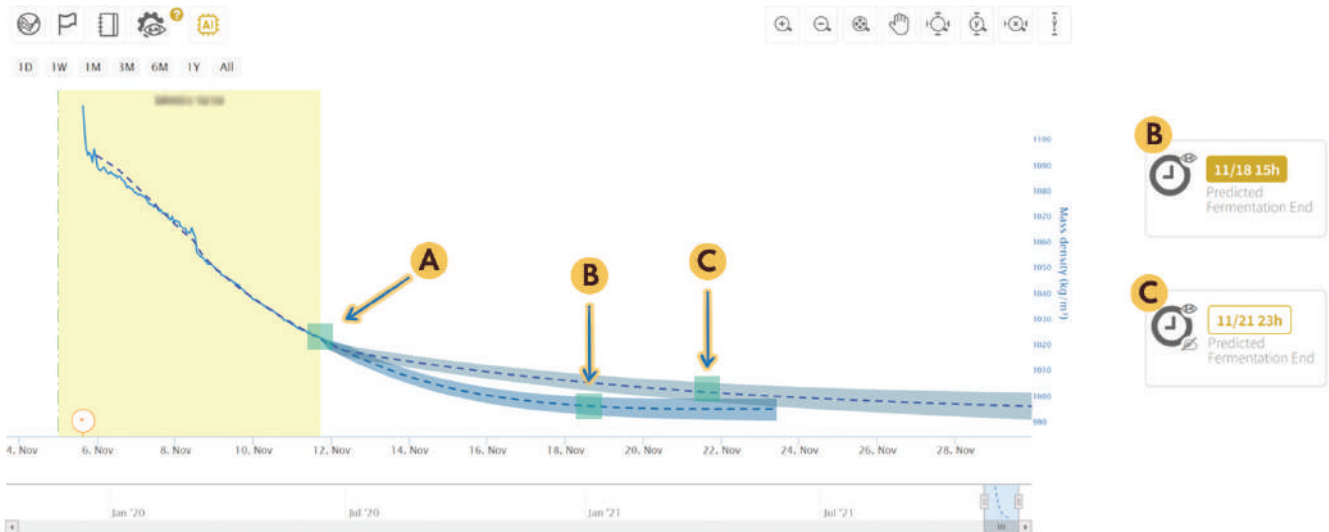 ?
AI
1D 1W 1M 3M 6M 1Y All
1100
1090
1080
1070
1060
1050
1040
1030
1020
1010
1000
990
Mass density (kg/m³)
A
B
C
4. Nov 6. Nov 8. Nov 10. Nov 12. Nov 14. Nov 16. Nov 18. Nov 20. Nov 22. Nov 24. Nov 26. Nov 28. Nov
Jan '20 Jul '20 Jan '21 Jul '21
B
11/18 15h
Predicted
Fermentation End
C
11/21 23h
Predicted
Fermentation End